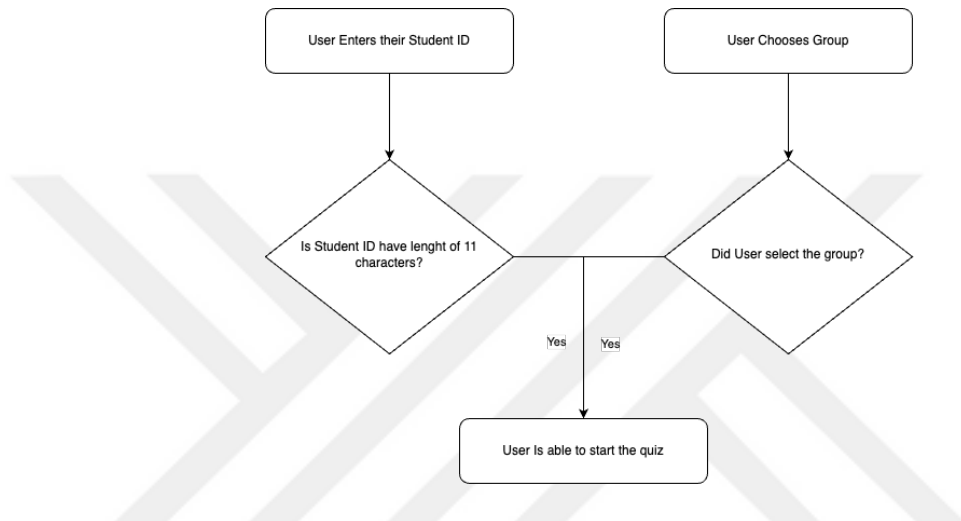 User Enters their Student ID
User Chooses Group
Is Student ID have lenght of 11
characters?
Did User select the group?
Yes
Yes
User Is able to start the quiz